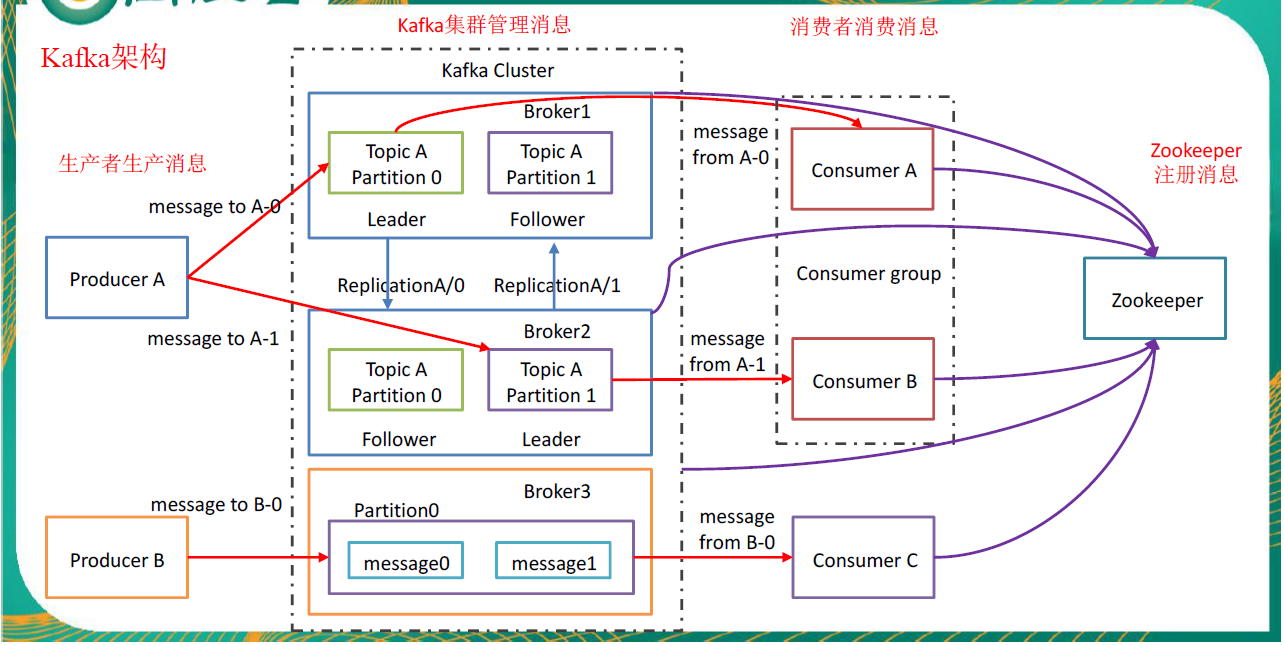 Kafka架构
Kafka集群管理消息
消费者消费消息
Kafka Cluster
Broker1
Topic A
Partition 0
Topic A
Partition 1
Leader
Follower
生产者生产消息
message to A-0
Producer A
message to A-1
ReplicationA/0
ReplicationA/1
Broker2
Topic A
Partition 0
Topic A
Partition 1
Follower
Leader
message
from A-0
Consumer A
Consumer group
message
from A-1
Consumer B
Zookeeper
注册消息
Zookeeper
message to B-0
Producer B
Broker3
Partition0
message0
message1
message
from B-0
Consumer C